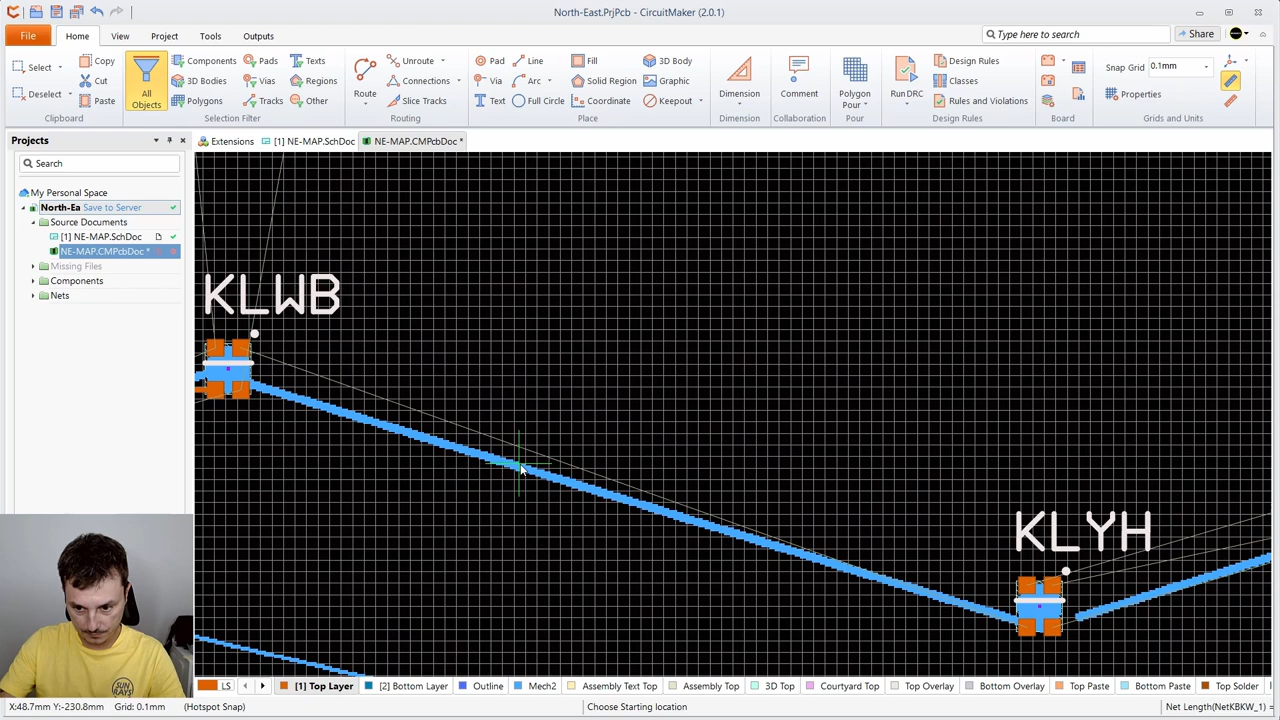 North-East.PrjPcb - CircuitMaker (2.0.1)
File Home View Project Tools Outputs
Type here to search
Share
Select Copy
Cut
Deselect Paste
Clipboard
All Objects
Components Pads Texts
3D Bodies Vias Regions
Polygons Tracks Other
Selection Filter
Route
Unroute
Connections
Slice Tracks
Routing
Pad Line Fill 3D Body
Via Arc Solid Region Graphic
Text Full Circle Coordinate Keepout
Place
Dimension
Dimension
Comment
Collaboration
Polygon Pour
Pour
Run DRC
Design Rules
Classes
Rules and Violations
Design Rules
Board
Snap Grid 0.1mm
Properties
Grids and Units
Projects
Extensions [1] NE-MAP.SchDoc NE-MAP.CMPcbDoc *
Search
My Personal Space
North-Ea Save to Server
Source Documents
[1] NE-MAP.SchDoc
NE-MAP.CMPcbDoc *
Missing Files
Components
Nets
KLWB
KLYH
SUN
RAYS
LS [1] Top Layer [2] Bottom Layer Outline Mech2 Assembly Text Top Assembly Top 3D Top Courtyard Top Top Overlay Bottom Overlay Top Paste Bottom Paste Top Solder
X:48.7mm Y:-230.8mm Grid: 0.1mm (Hotspot Snap) Choose Starting location Net Length(NetKBKW_1) =